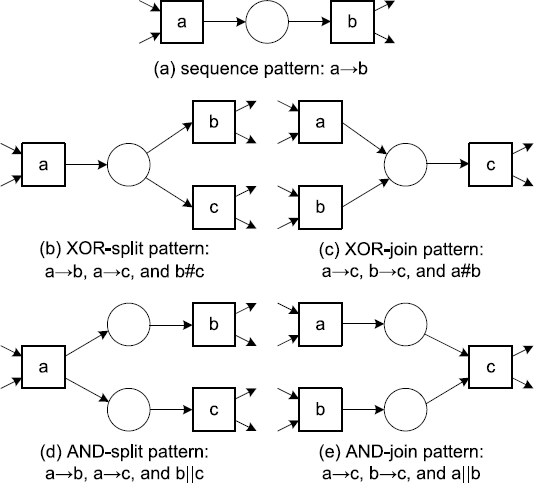 a b
(a) sequence pattern: a→b
b a
a c
c b
(b) XOR-split pattern:
a→b, a→c, and b#c
(c) XOR-join pattern:
a→c, b→c, and a#b
b a
a c
c b
(d) AND-split pattern:
a→b, a→c, and b||c
(e) AND-join pattern:
a→c, b→c, and a||b